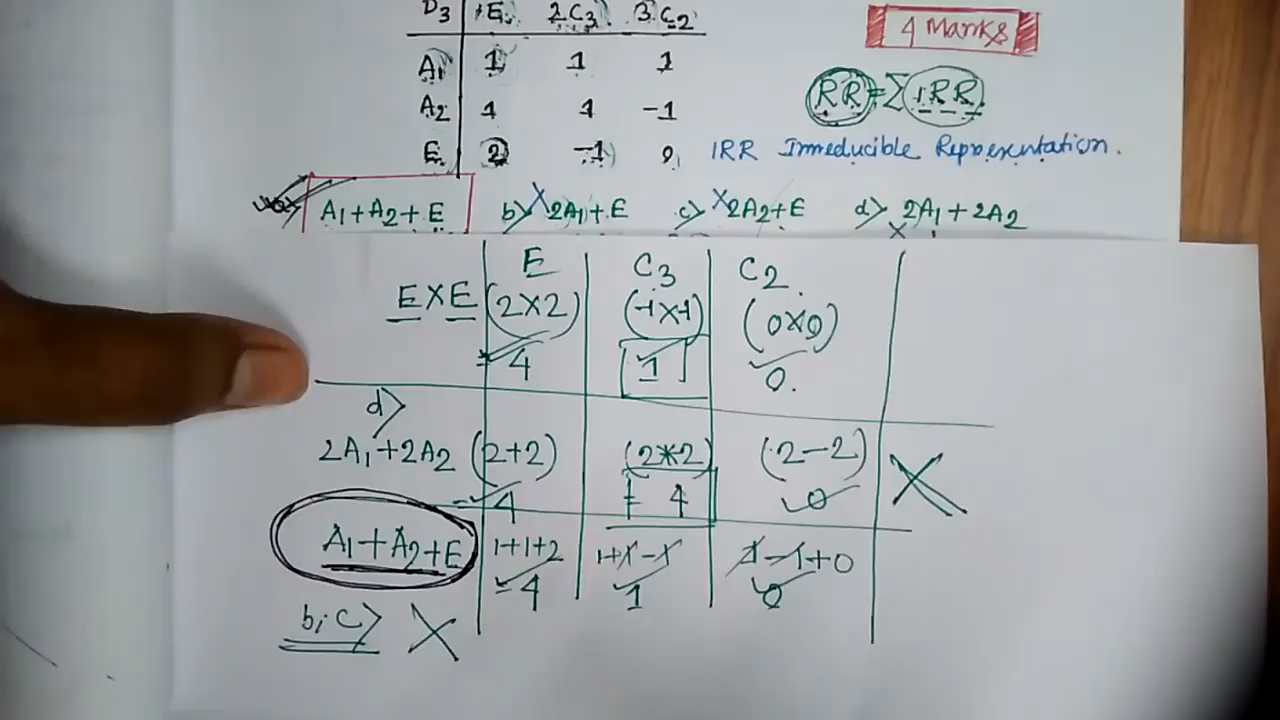 D3 1E 2C3 3C2
4 Marks
A1 1 1 1
RR = Σ IRR
A2 1 1 -1
E 2 -1 0 IRR Irreducible Representation.
A1+A2+E b> X 2A1+E c> X 2A2+E d> 2A1+2A2
X
E C3 C2
E×E (2×2) (-1×-1) (0×0)
= 4 1 0.
d>
2A1+2A2 (2+2) (2*2) (2-2) X
= 4 = 4 0
A1+A2+E 1+1+2 1+1-1 1-1+0
= 4 1 0
b,c> X